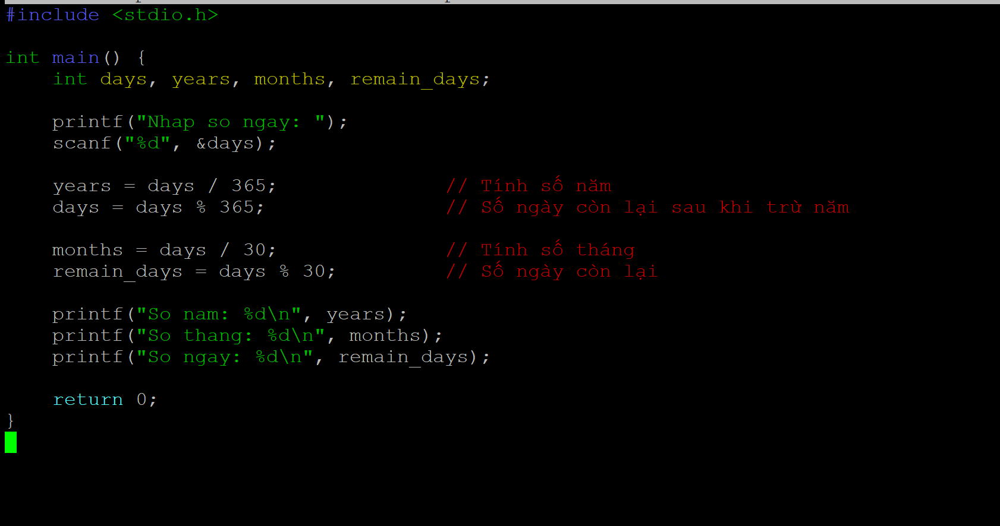 #include <stdio.h>
int main() {
int days, years, months, remain_days;
printf("Nhap so ngay: ");
scanf("%d", &days);
years = days / 365; // Tính số năm
days = days % 365; // Số ngày còn lại sau khi trừ năm
months = days / 30; // Tính số tháng
remain_days = days % 30; // Số ngày còn lại
printf("So nam: %d\n", years);
printf("So thang: %d\n", months);
printf("So ngay: %d\n", remain_days);
return 0;
}